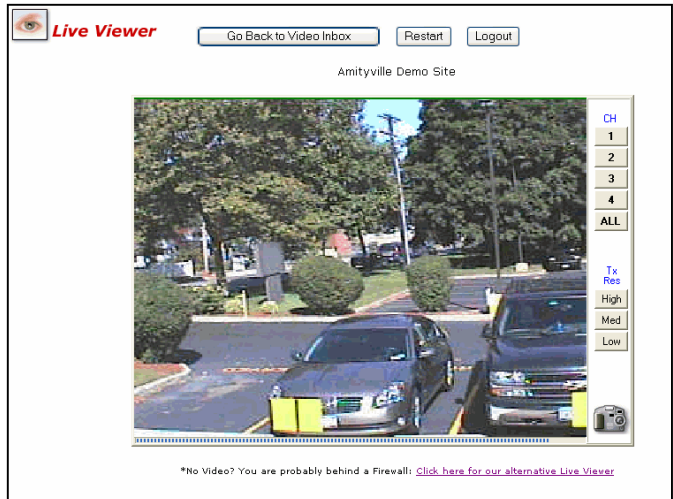 Live Viewer
Go Back to Video Inbox
Restart
Logout
Amityville Demo Site
CH
1
2
3
4
ALL
Tx
Res
High
Med
Low
*No Video? You are probably behind a Firewall: Click here for our alternative Live Viewer